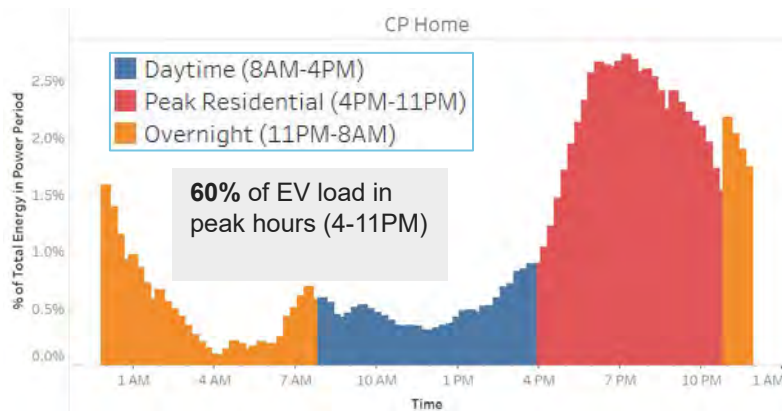 CP Home
Daytime (8AM-4PM)
Peak Residential (4PM-11PM)
Overnight (11PM-8AM)
60% of EV load in
peak hours (4-11PM)
% of Total Energy in Power Period
2.5%
2.0%
1.5%
1.0%
0.5%
0.0%
1 AM
4 AM
7 AM
10 AM
1 PM
4 PM
7 PM
10 PM
1 AM
Time